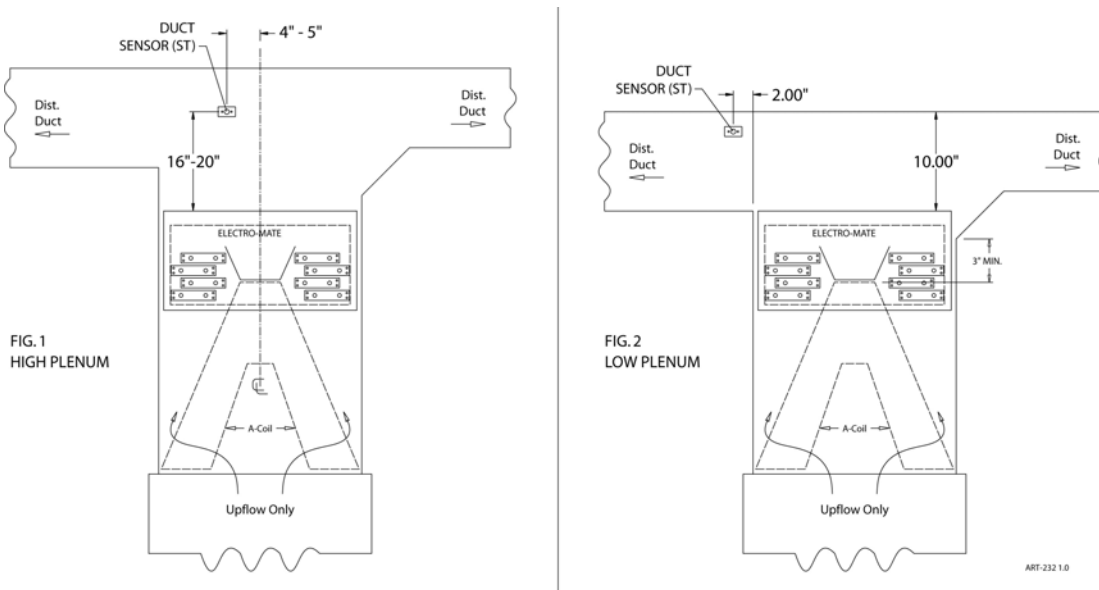 DUCT
SENSOR (ST)
4" - 5"
Dist.
Duct
Dist.
Duct
16"-20"
ELECTRO-MATE
FIG. 1
HIGH PLENUM
CL
A-Coil
Upflow Only
DUCT
SENSOR (ST)
2.00"
Dist.
Duct
10.00"
Dist.
Duct
ELECTRO-MATE
3" MIN.
FIG. 2
LOW PLENUM
A-Coil
Upflow Only
ART-232 1.0